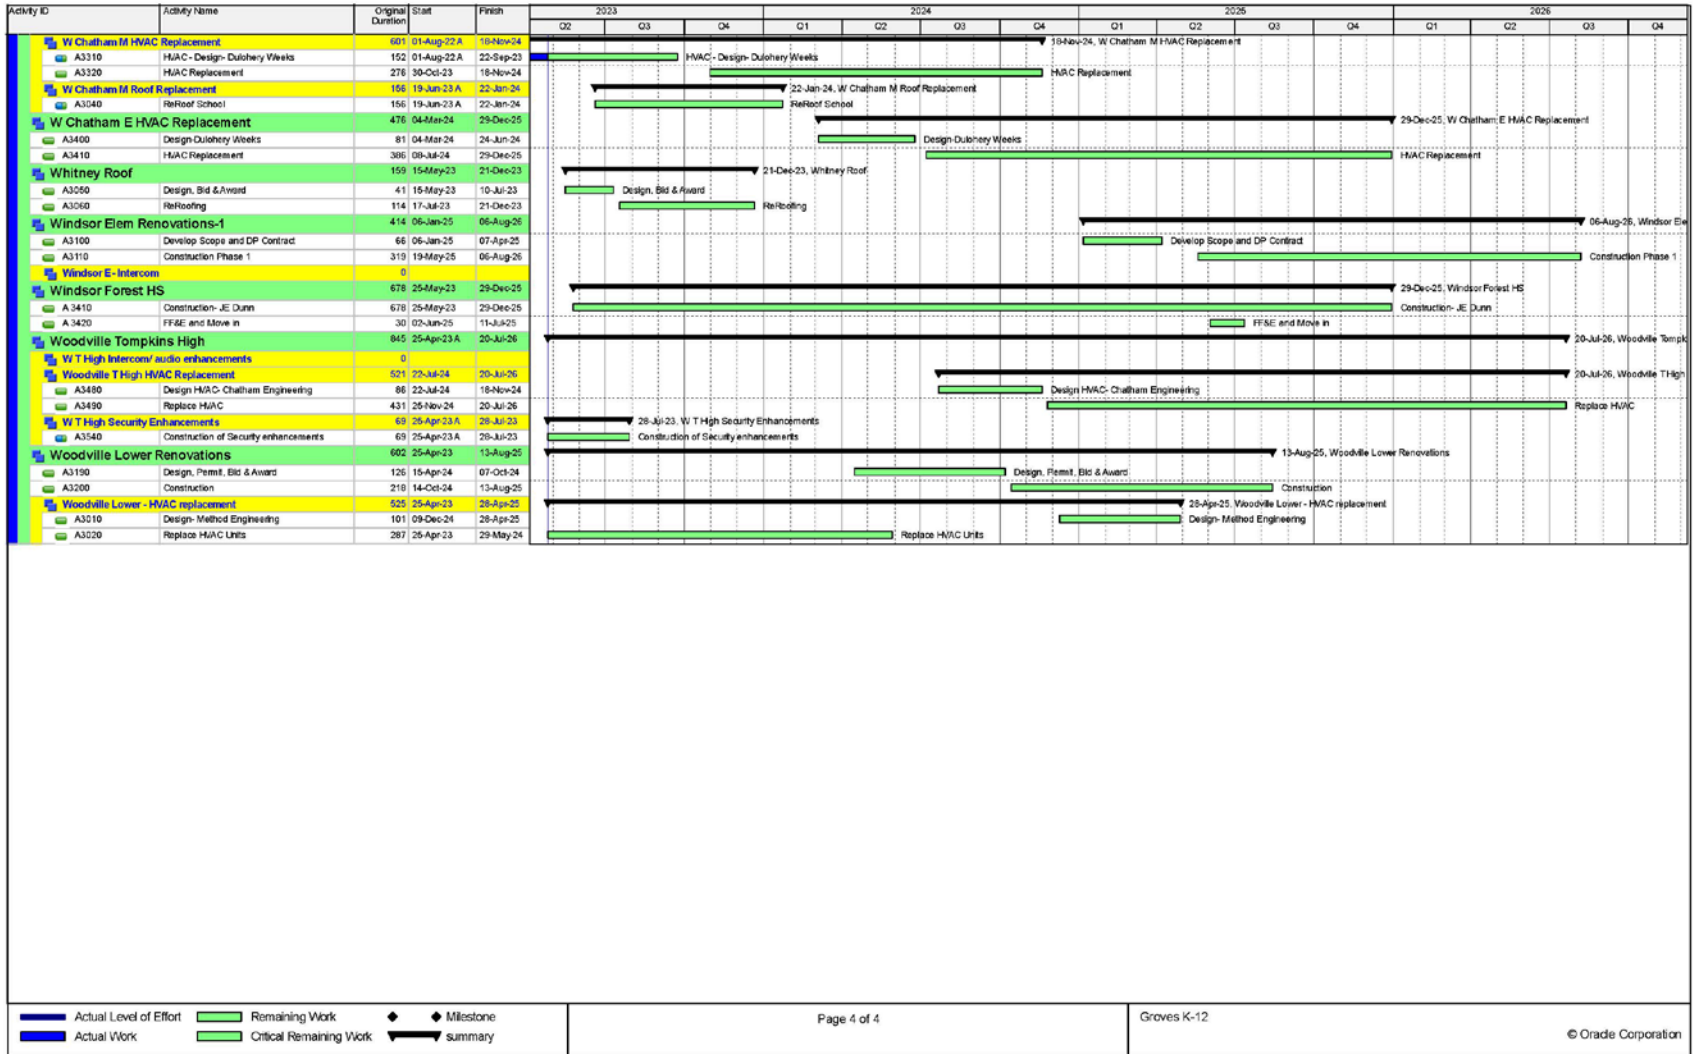 Activity ID Activity Name Original Duration Start Finish 2023 2024 2025 2026
Q2 Q3 Q4 Q1 Q2 Q3 Q4 Q1 Q2 Q3 Q4 Q1 Q2 Q3 Q4
W Chatham M HVAC Replacement 601 01-Aug-22 A 18-Nov-24 18-Nov-24, W Chatham M HVAC Replacement
A3310 HVAC - Design- Dulohery Weeks 152 01-Aug-22 A 22-Sep-23 HVAC - Design- Dulohery Weeks
A3320 HVAC Replacement 276 30-Oct-23 18-Nov-24 HVAC Replacement
W Chatham M Roof Replacement 156 19-Jun-23 A 22-Jan-24 22-Jan-24, W Chatham M Roof Replacement
A3040 ReRoof School 156 19-Jun-23 A 22-Jan-24 ReRoof School
W Chatham E HVAC Replacement 476 04-Mar-24 29-Dec-25 29-Dec-25, W Chatham E HVAC Replacement
A3400 Design-Dulohery Weeks 81 04-Mar-24 24-Jun-24 Design-Dulohery Weeks
A3410 HVAC Replacement 386 08-Jul-24 29-Dec-25 HVAC Replacement
Whitney Roof 159 15-May-23 21-Dec-23 21-Dec-23, Whitney Roof
A3050 Design, Bid & Award 41 15-May-23 10-Jul-23 Design, Bid & Award
A3060 ReRoofing 114 17-Jul-23 21-Dec-23 ReRoofing
Windsor Elem Renovations-1 414 06-Jan-25 06-Aug-26 06-Aug-26, Windsor Ele
A3100 Develop Scope and DP Contract 66 06-Jan-25 07-Apr-25 Develop Scope and DP Contract
A3110 Construction Phase 1 319 19-May-25 06-Aug-26 Construction Phase 1
Windsor E- Intercom 0
Windsor Forest HS 678 25-May-23 29-Dec-25 29-Dec-25, Windsor Forest HS
A 3410 Construction- JE Dunn 678 25-May-23 29-Dec-25 Construction- JE Dunn
A 3420 FF&E and Move in 30 02-Jun-25 11-Jul-25 FF&E and Move in
Woodville Tompkins High 845 25-Apr-23 A 20-Jul-26 20-Jul-26, Woodville Tompk
W T High Intercom/ audio enhancements 0
Woodville T High HVAC Replacement 521 22-Jul-24 20-Jul-26 20-Jul-26, Woodville T High
A3480 Design HVAC- Chatham Engineering 86 22-Jul-24 18-Nov-24 Design HVAC- Chatham Engineering
A3490 Replace HVAC 431 25-Nov-24 20-Jul-26 Replace HVAC
W T High Security Enhancements 69 25-Apr-23 A 28-Jul-23 28-Jul-23, W T High Security Enhancements
A3540 Construction of Security enhancements 69 25-Apr-23 A 28-Jul-23 Construction of Security enhancements
Woodville Lower Renovations 602 25-Apr-23 13-Aug-25 13-Aug-25, Woodville Lower Renovations
A3190 Design, Permit, Bid & Award 126 15-Apr-24 07-Oct-24 Design, Permit, Bid & Award
A3200 Construction 218 14-Oct-24 13-Aug-25 Construction
Woodville Lower - HVAC replacement 525 25-Apr-23 28-Apr-25 28-Apr-25, Woodville Lower - HVAC replacement
A3010 Design- Method Engineering 101 09-Dec-24 28-Apr-25 Design- Method Engineering
A3020 Replace HVAC Units 287 25-Apr-23 29-May-24 Replace HVAC Units
Actual Level of Effort Remaining Work Milestone Page 4 of 4 Groves K-12
Actual Work Critical Remaining Work summary © Oracle Corporation